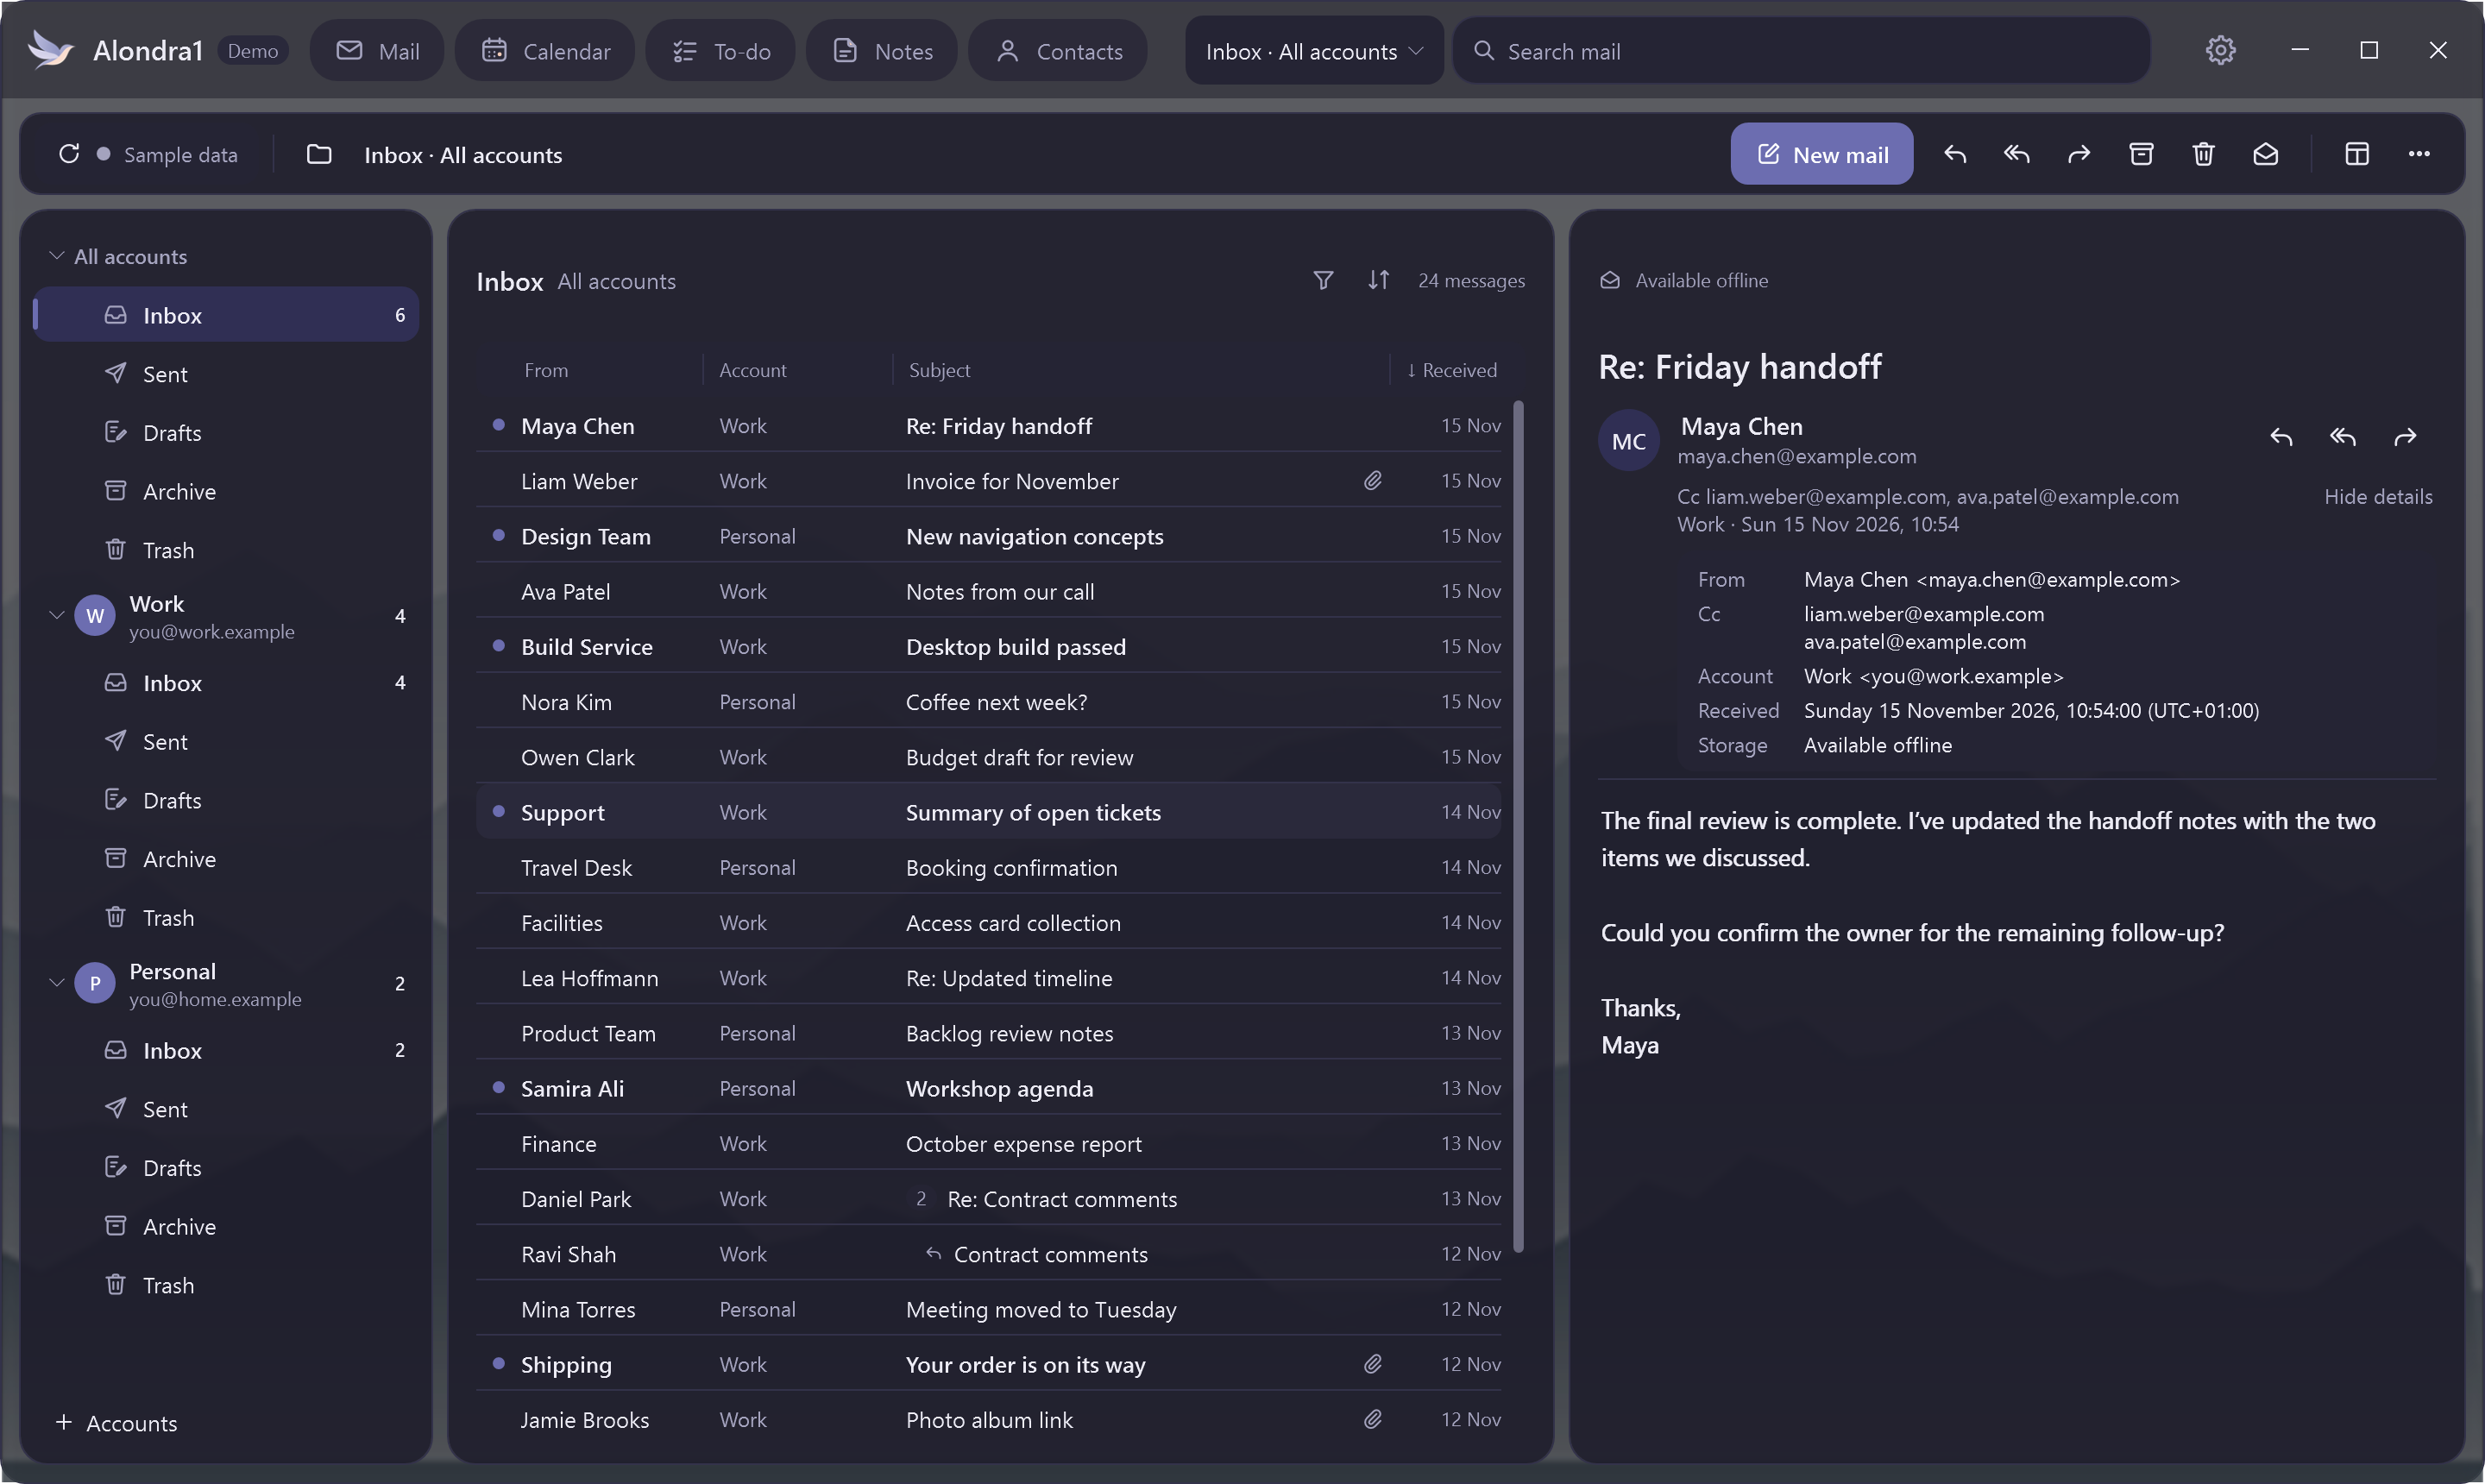 Alondra1 Demo Mail Calendar To-do Notes Contacts Inbox · All accounts Search mail
Sample data Inbox · All accounts New mail
All accounts
Inbox 6
Sent
Drafts
Archive
Trash
W Work 4
you@work.example
Inbox 4
Sent
Drafts
Archive
Trash
P Personal 2
you@home.example
Inbox 2
Sent
Drafts
Archive
Trash
+ Accounts
Inbox All accounts 24 messages
From Account Subject ↓ Received
Maya Chen Work Re: Friday handoff 15 Nov
Liam Weber Work Invoice for November 15 Nov
Design Team Personal New navigation concepts 15 Nov
Ava Patel Work Notes from our call 15 Nov
Build Service Work Desktop build passed 15 Nov
Nora Kim Personal Coffee next week? 15 Nov
Owen Clark Work Budget draft for review 15 Nov
Support Work Summary of open tickets 14 Nov
Travel Desk Personal Booking confirmation 14 Nov
Facilities Work Access card collection 14 Nov
Lea Hoffmann Work Re: Updated timeline 14 Nov
Product Team Personal Backlog review notes 13 Nov
Samira Ali Personal Workshop agenda 13 Nov
Finance Work October expense report 13 Nov
Daniel Park Work 2 Re: Contract comments 13 Nov
Ravi Shah Work Contract comments 12 Nov
Mina Torres Personal Meeting moved to Tuesday 12 Nov
Shipping Work Your order is on its way 12 Nov
Jamie Brooks Work Photo album link 12 Nov
Available offline
Re: Friday handoff
MC Maya Chen
maya.chen@example.com
Cc liam.weber@example.com, ava.patel@example.com Hide details
Work · Sun 15 Nov 2026, 10:54
From Maya Chen <maya.chen@example.com>
Cc liam.weber@example.com
ava.patel@example.com
Account Work <you@work.example>
Received Sunday 15 November 2026, 10:54:00 (UTC+01:00)
Storage Available offline
The final review is complete. I’ve updated the handoff notes with the two
items we discussed.
Could you confirm the owner for the remaining follow-up?
Thanks,
Maya